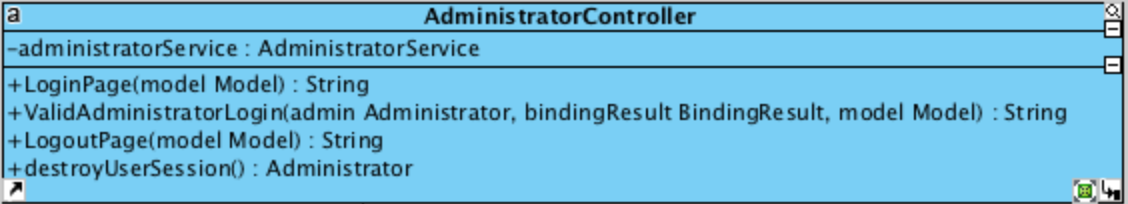 a
AdministratorController
-administratorService : AdministratorService
+LoginPage(model Model) : String
+ValidAdministratorLogin(admin Administrator, bindingResult BindingResult, model Model) : String
+LogoutPage(model Model) : String
+destroyUserSession() : Administrator